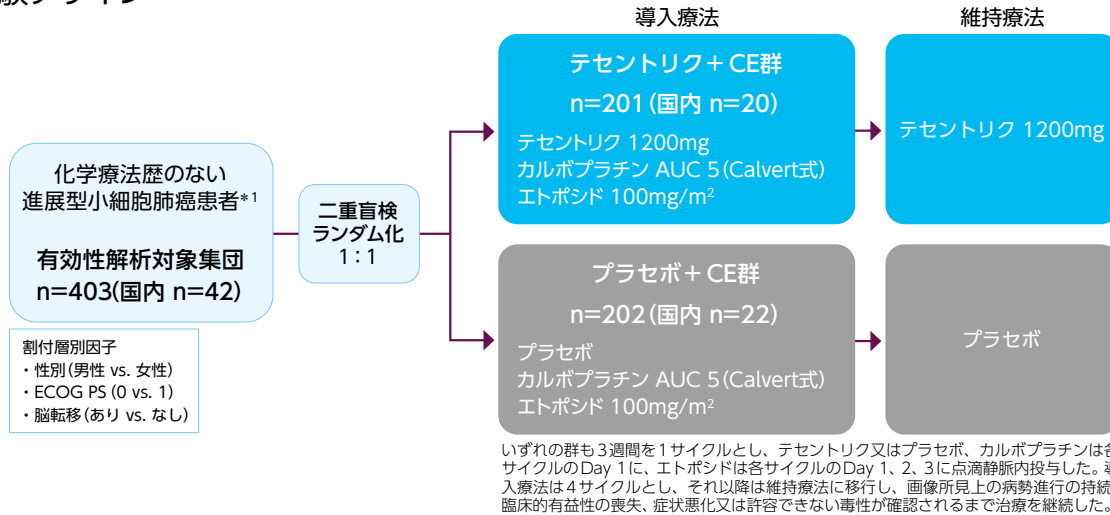 導入療法
維持療法
化学療法歴のない
進展型小細胞肺癌患者*1
有効性解析対象集団
n=403(国内 n=42)
割付層別因子
・性別(男性 vs. 女性)
・ECOG PS (0 vs. 1)
・脳転移(あり vs. なし)
二重盲検
ランダム化
1：1
テセントリク＋CE群
n=201(国内 n=20)
テセントリク 1200mg
カルボプラチン AUC 5(Calvert式)
エトポシド 100mg/m²
テセントリク 1200mg
プラセボ＋CE群
n=202(国内 n=22)
プラセボ
カルボプラチン AUC 5(Calvert式)
エトポシド 100mg/m²
プラセボ
いずれの群も3週間を1サイクルとし、テセントリク又はプラセボ、カルボプラチンは各
サイクルのDay 1に、エトポシドは各サイクルのDay 1、2、3に点滴静脈内投与した。導
入療法は4サイクルとし、それ以降は維持療法に移行し、画像所見上の病勢進行の持続
臨床的有益性の喪失、症状悪化又は許容できない毒性が確認されるまで治療を継続した。